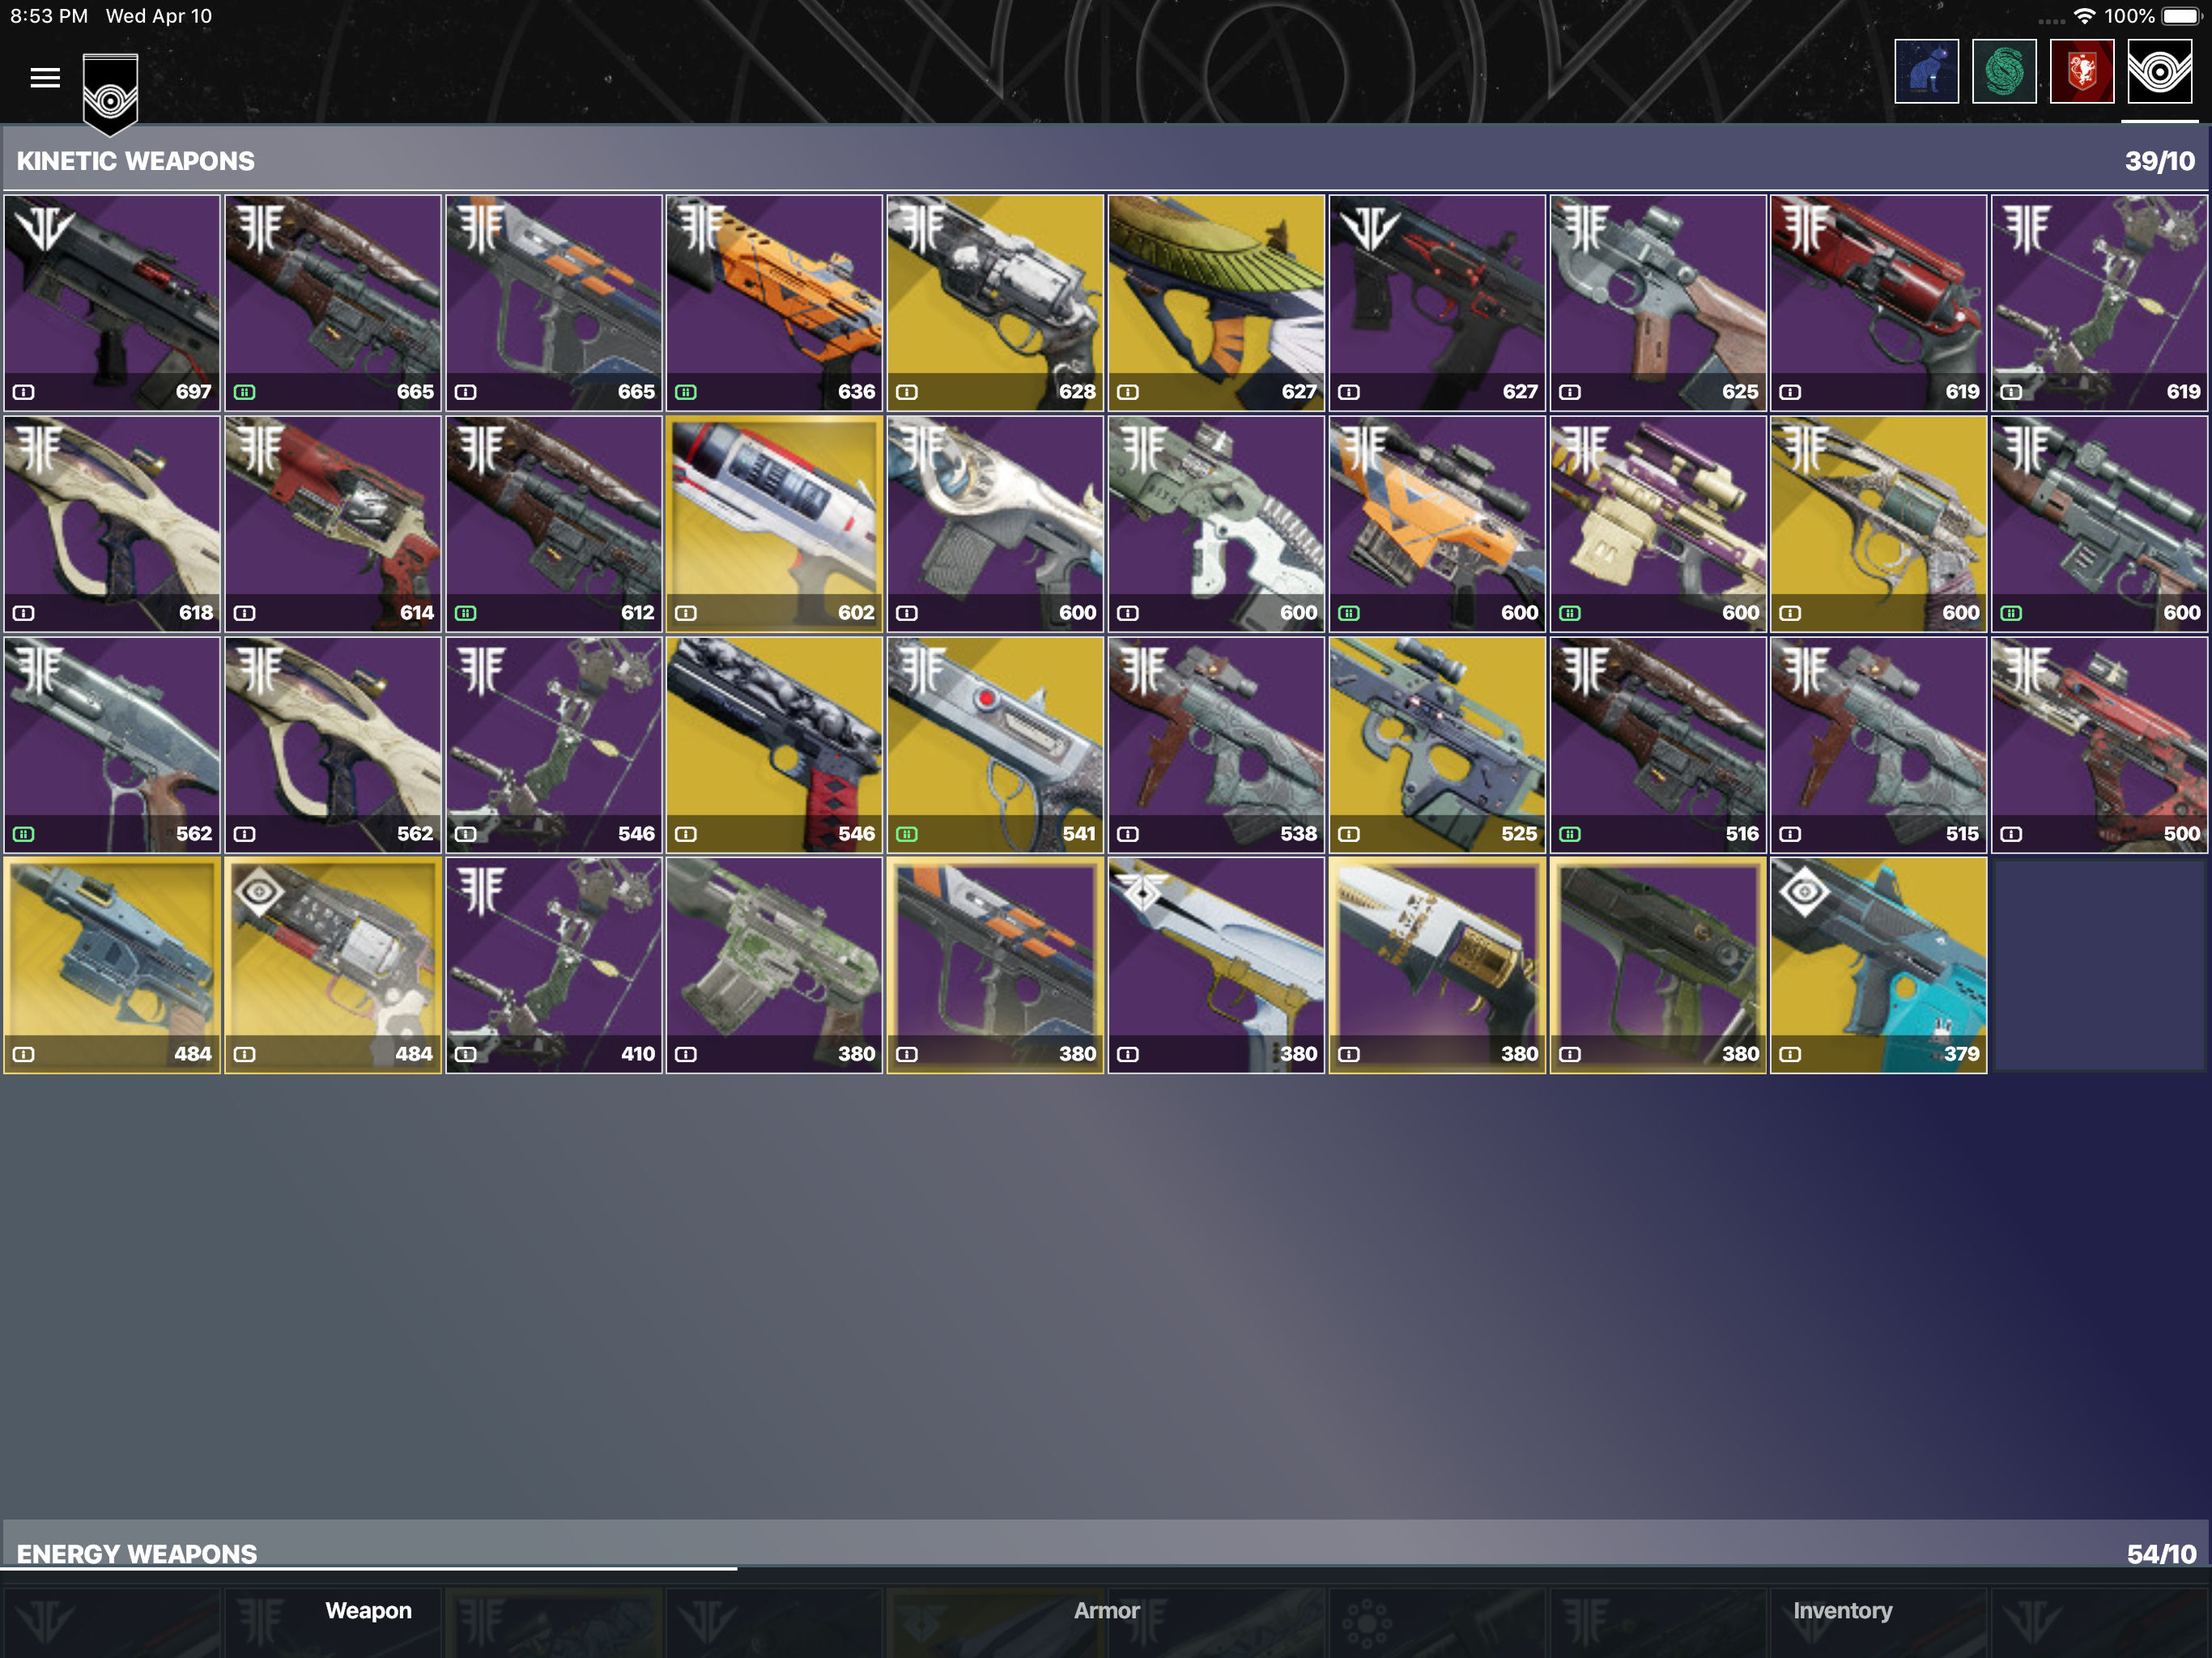 8:53 PM Wed Apr 10 100%
KINETIC WEAPONS 39/10
697 665 665 636 628 627 627 625 619 619
618 614 612 602 600 600 600 600 600 600
562 562 546 546 541 538 525 516 515 500
484 484 410 380 380 380 380 380 379
ENERGY WEAPONS 54/10
Weapon Armor Inventory